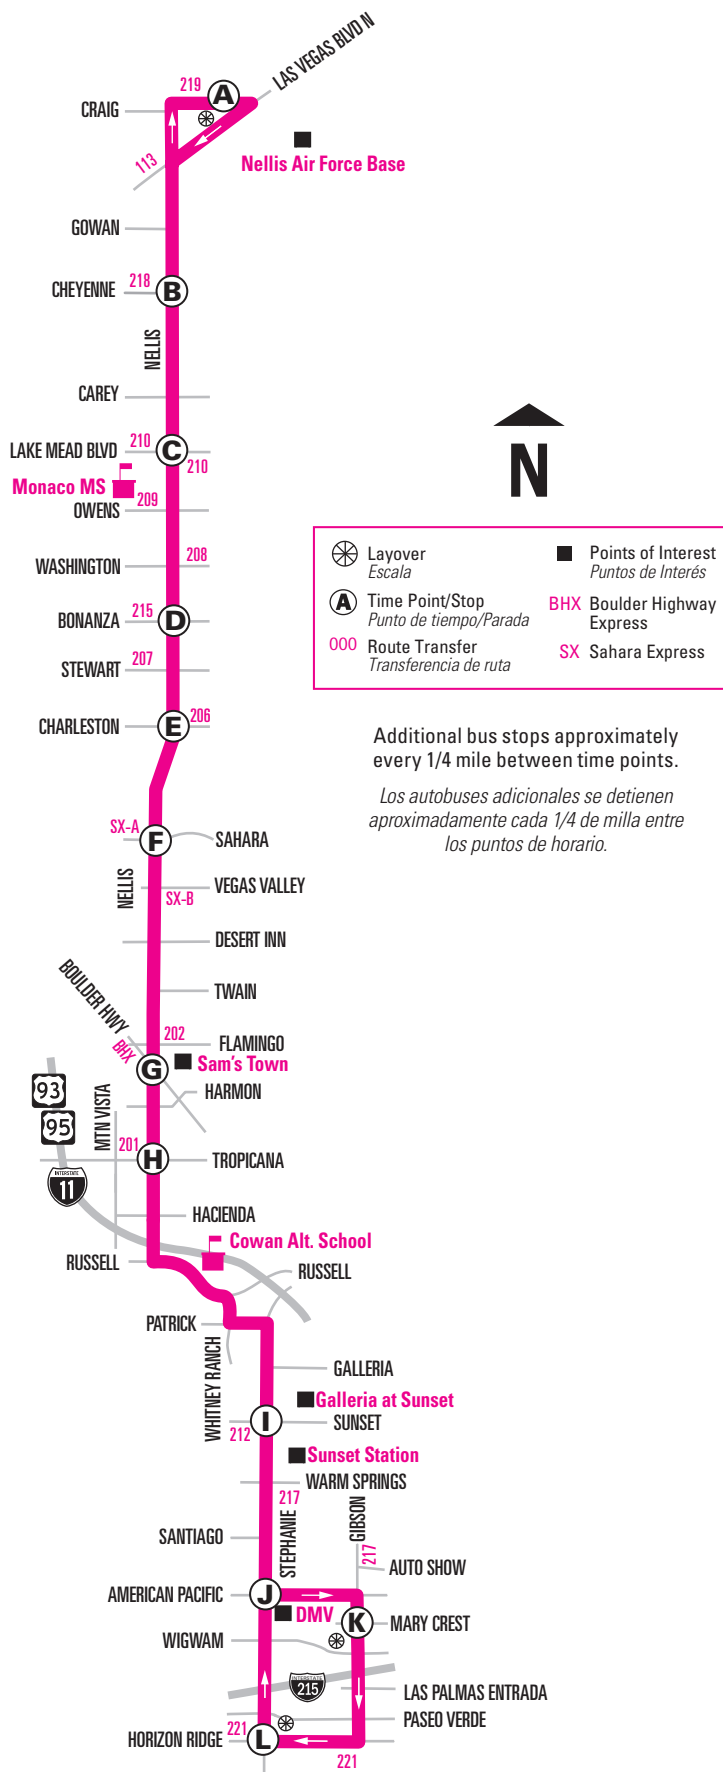 LAS VEGAS BLVD N
219
A
CRAIG
113
Nellis Air Force Base
GOWAN
218
CHEYENNE
B
NELLIS
CAREY
LAKE MEAD BLVD
210
C
210
Monaco MS
209
OWENS
208
WASHINGTON
215
BONANZA
D
207
STEWART
206
CHARLESTON
E
N
Layover
Escala
A
Time Point/Stop
Punto de tiempo/Parada
000
Route Transfer
Transferencia de ruta
Points of Interest
Puntos de Interés
BHX
Boulder Highway
Express
SX
Sahara Express
Additional bus stops approximately
every 1/4 mile between time points.
Los autobuses adicionales se detienen
aproximadamente cada 1/4 de milla entre
los puntos de horario.
SX-A
F
SAHARA
NELLIS
VEGAS VALLEY
SX-B
DESERT INN
TWAIN
BOULDER HWY
BHX
202
FLAMINGO
G
Sam's Town
93
95
MTN VISTA
HARMON
201
H
TROPICANA
INTERSTATE
11
HACIENDA
Cowan Alt. School
RUSSELL
RUSSELL
PATRICK
WHITNEY RANCH
GALLERIA
Galleria at Sunset
I
SUNSET
212
Sunset Station
WARM SPRINGS
217
STEPHANIE
GIBSON
217
SANTIAGO
AUTO SHOW
AMERICAN PACIFIC
J
DMV
K
MARY CREST
WIGWAM
INTERSTATE
215
LAS PALMAS ENTRADA
PASEO VERDE
221
HORIZON RIDGE
L
221